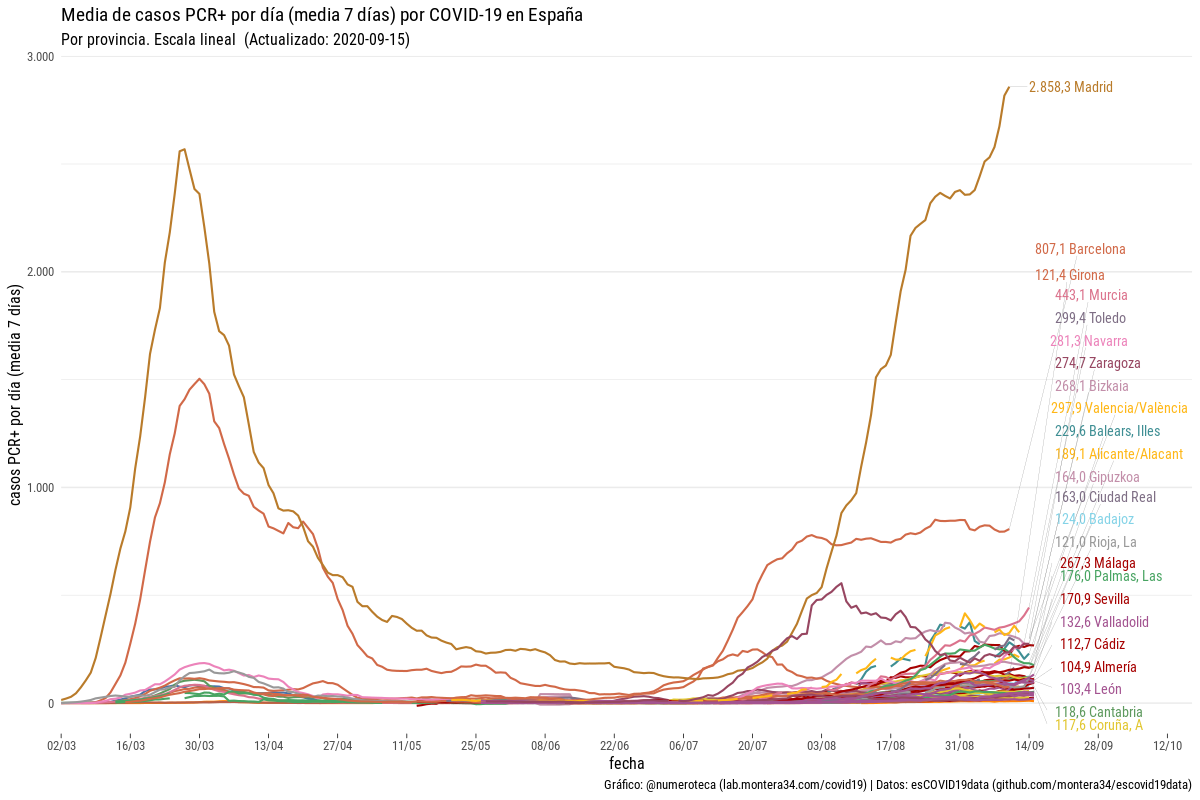 Media de casos PCR+ por día (media 7 días) por COVID-19 en España
Por provincia. Escala lineal (Actualizado: 2020-09-15)
casos PCR+ por día (media 7 días)
3.000
2.000
1.000
0
2.858,3 Madrid
807,1 Barcelona
121,4 Girona
443,1 Murcia
299,4 Toledo
281,3 Navarra
274,7 Zaragoza
268,1 Bizkaia
297,9 Valencia/València
229,6 Balears, Illes
189,1 Alicante/Alacant
164,0 Gipuzkoa
163,0 Ciudad Real
124,0 Badajoz
121,0 Rioja, La
267,3 Málaga
176,0 Palmas, Las
170,9 Sevilla
132,6 Valladolid
112,7 Cádiz
104,9 Almería
103,4 León
118,6 Cantabria
117,6 Coruña, A
02/03 16/03 30/03 13/04 27/04 11/05 25/05 08/06 22/06 06/07 20/07 03/08 17/08 31/08 14/09 28/09 12/10
fecha
Gráfico: @numeroteca (lab.montera34.com/covid19) | Datos: esCOVID19data (github.com/montera34/escovid19data)